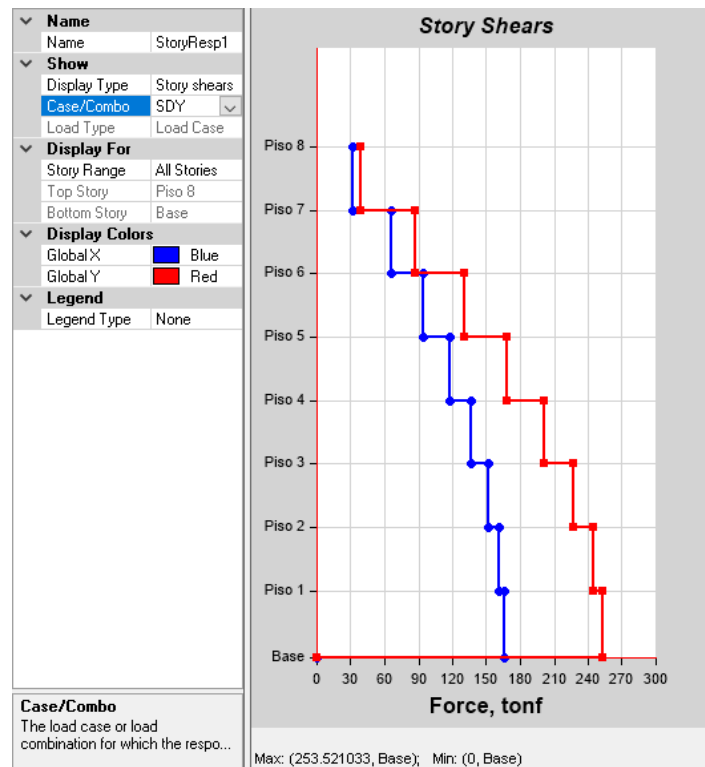 Name
Name StoryResp1
Show
Display Type Story shears
Case/Combo SDY
Load Type Load Case
Display For
Story Range All Stories
Top Story Piso 8
Bottom Story Base
Display Colors
Global X Blue
Global Y Red
Legend
Legend Type None
Case/Combo
The load case or load
combination for which the respo...
Story Shears
Piso 8
Piso 7
Piso 6
Piso 5
Piso 4
Piso 3
Piso 2
Piso 1
Base
0 30 60 90 120 150 180 210 240 270 300
Force, tonf
Max: (253.521033, Base); Min: (0, Base)